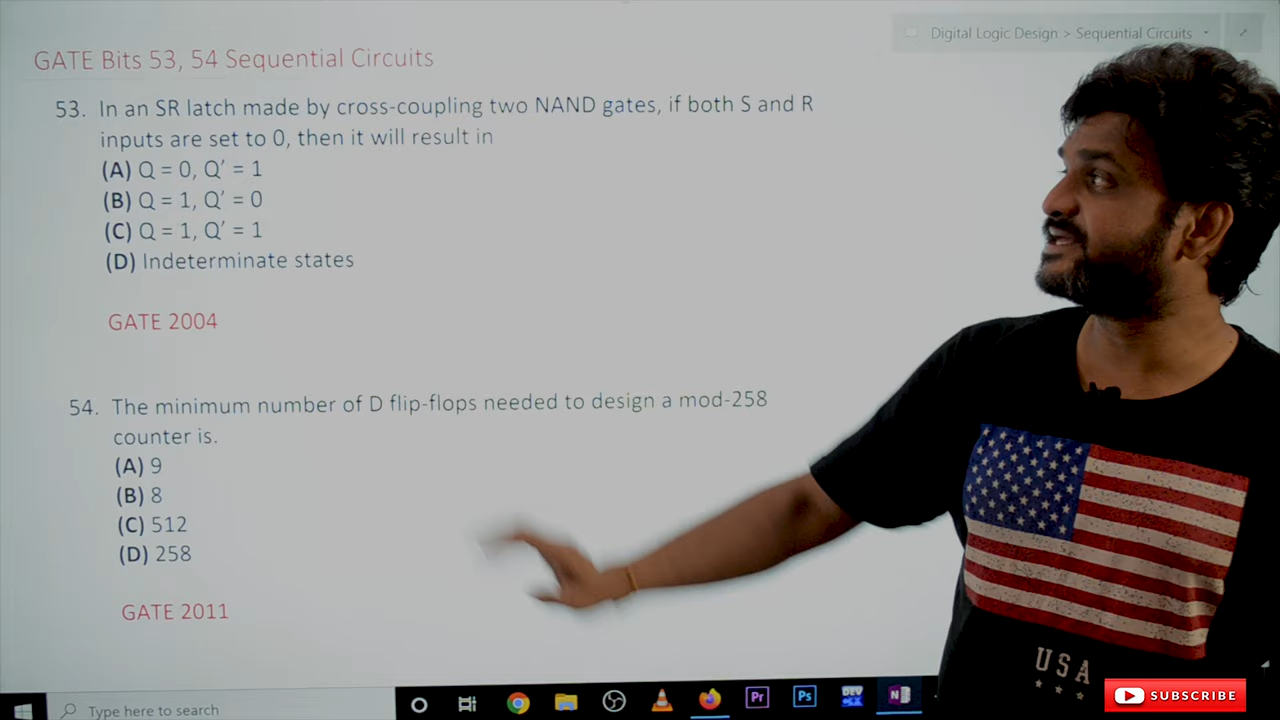 Digital Logic Design > Sequential Circuits
GATE Bits 53, 54 Sequential Circuits
53. In an SR latch made by cross-coupling two NAND gates, if both S and R
inputs are set to 0, then it will result in
(A) Q = 0, Q′ = 1
(B) Q = 1, Q′ = 0
(C) Q = 1, Q′ = 1
(D) Indeterminate states
GATE 2004
54. The minimum number of D flip-flops needed to design a mod-258
counter is.
(A) 9
(B) 8
(C) 512
(D) 258
GATE 2011
USA
Type here to search
Pr
Ps
DEV
N
SUBSCRIBE